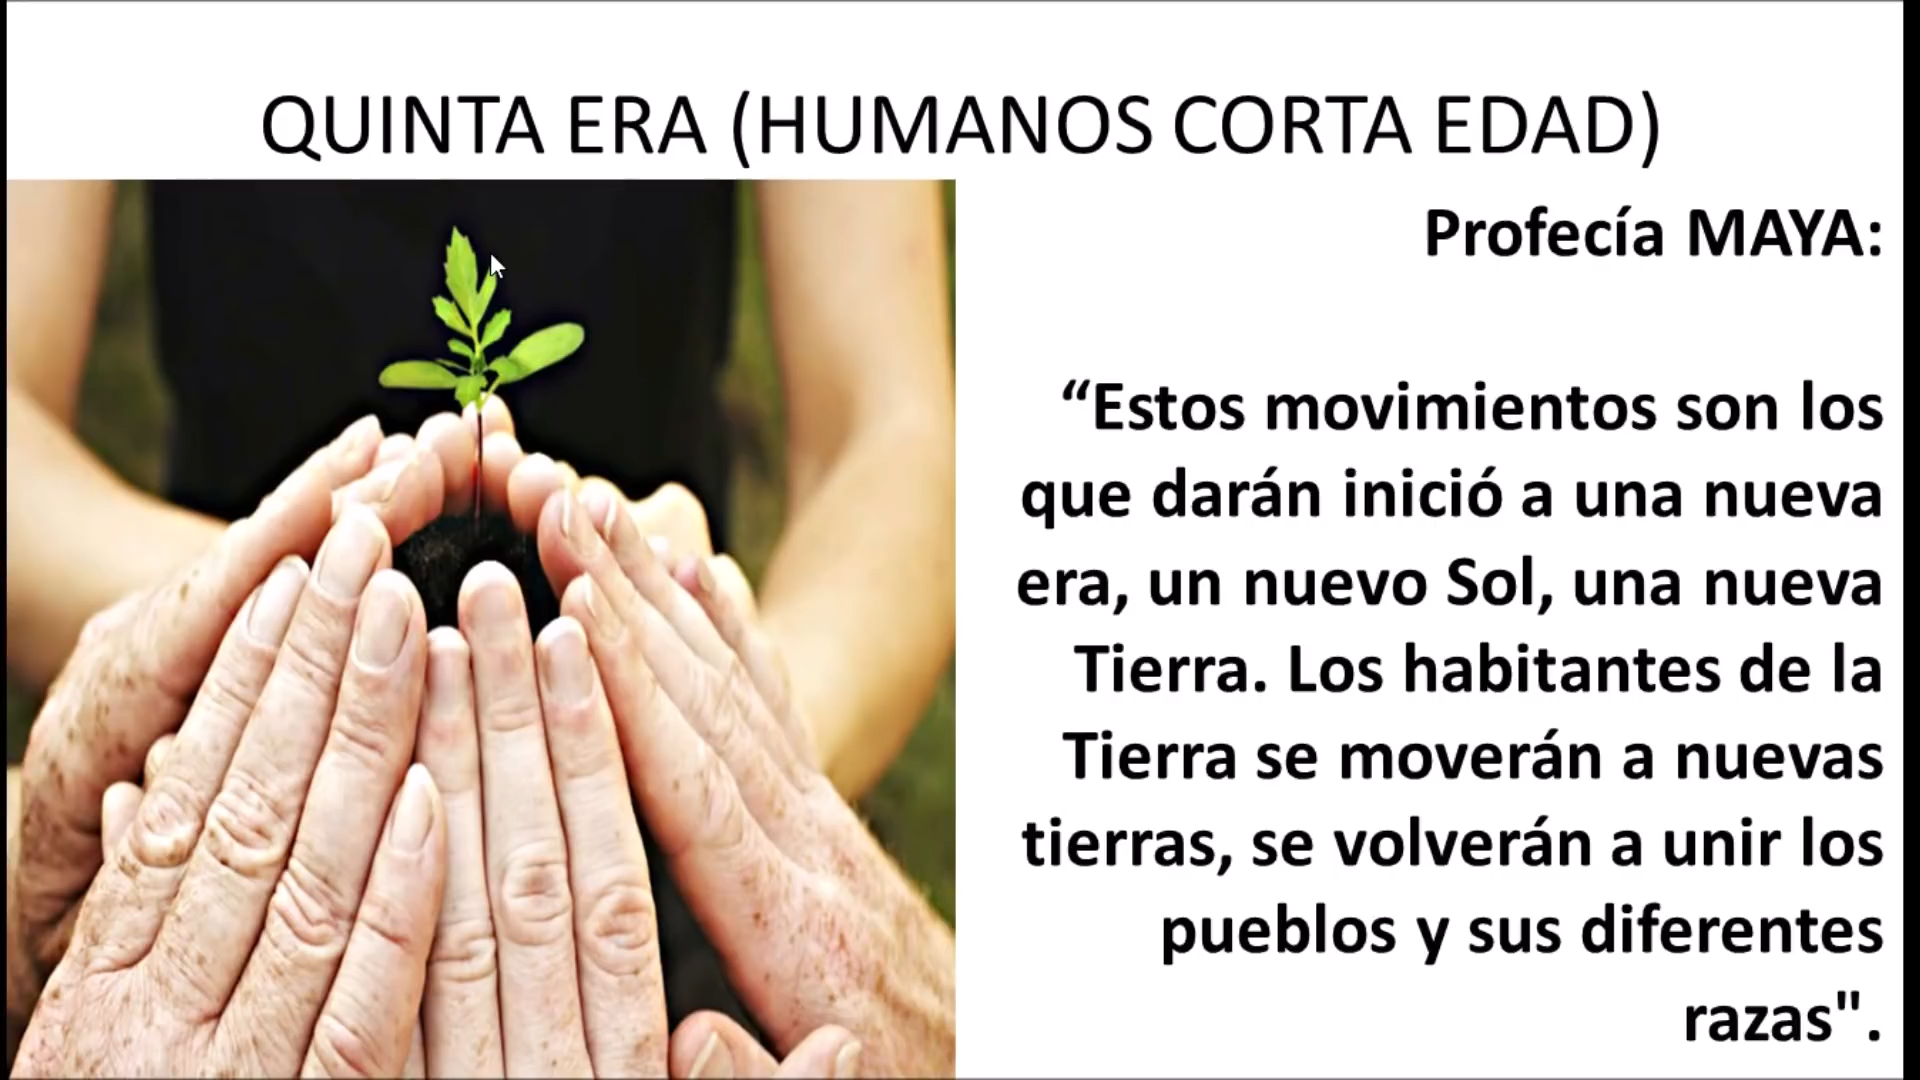 QUINTA ERA (HUMANOS CORTA EDAD)
Profecía MAYA:
“Estos movimientos son los
que darán inició a una nueva
era, un nuevo Sol, una nueva
Tierra. Los habitantes de la
Tierra se moverán a nuevas
tierras, se volverán a unir los
pueblos y sus diferentes
razas".